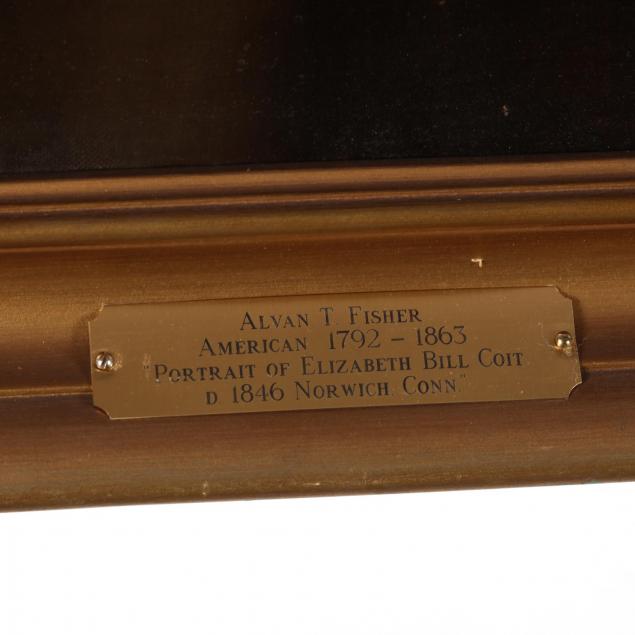 ALVAN T. FISHER
AMERICAN 1792 – 1863
"PORTRAIT OF ELIZABETH BILL COIT
D 1846 NORWICH, CONN"